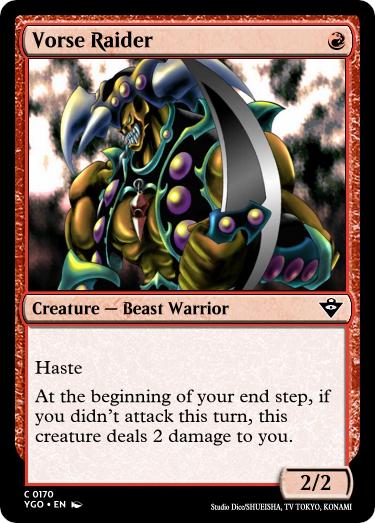 Vorse Raider
Creature — Beast Warrior
Haste
At the beginning of your end step, if
you didn't attack this turn, this
creature deals 2 damage to you.
2/2
C 0170
YGO • EN
Studio Dice/SHUEISHA, TV TOKYO, KONAMI